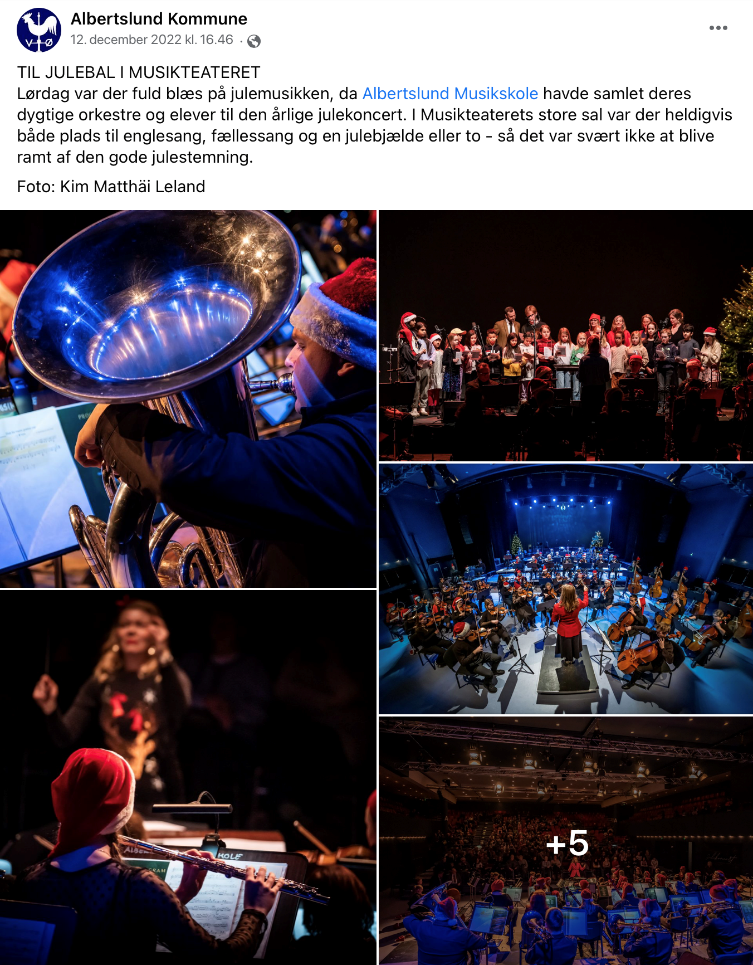 Albertslund Kommune
12. december 2022 kl. 16.46 ·
TIL JULEBAL I MUSIKTEATERET
Lørdag var der fuld blæs på julemusikken, da Albertslund Musikskole havde samlet deres
dygtige orkestre og elever til den årlige julekoncert. I Musikteaterets store sal var der heldigvis
både plads til englesang, fællessang og en julebjælde eller to - så det var svært ikke at blive
ramt af den gode julestemning.
Foto: Kim Matthäi Leland
+5